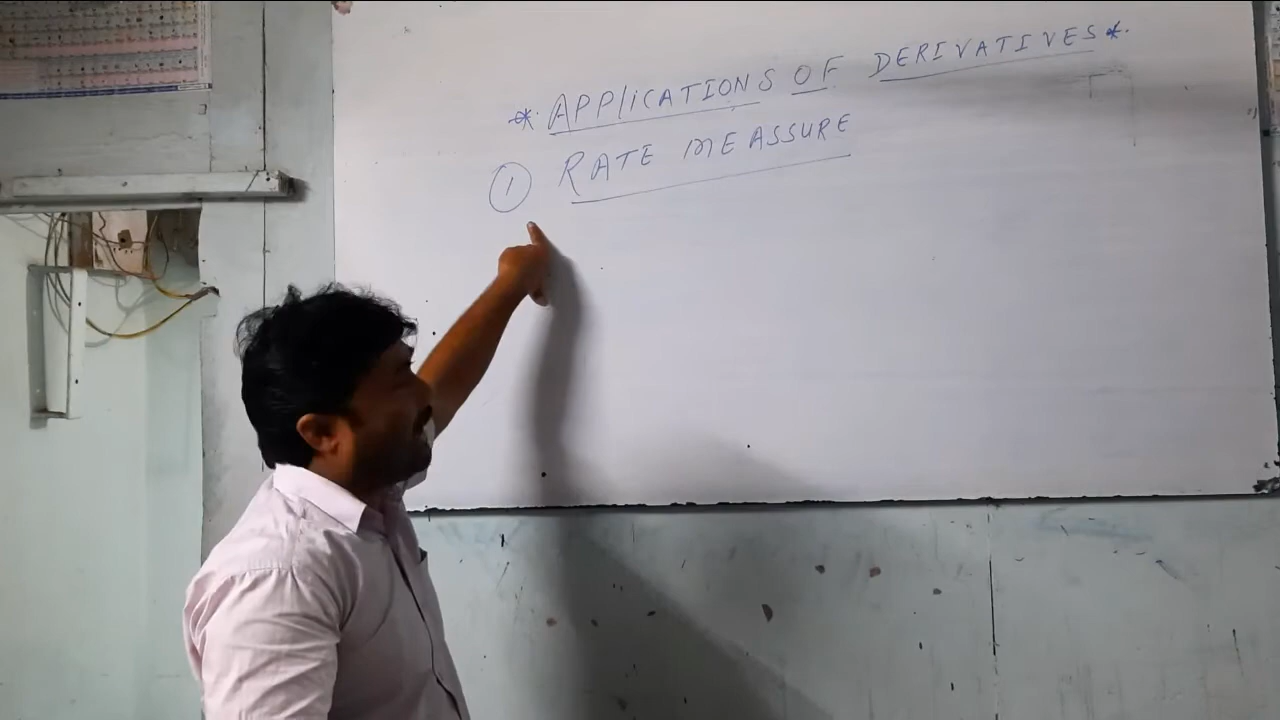 * APPLICATIONS OF DERIVATIVES *
① RATE MEASSURE